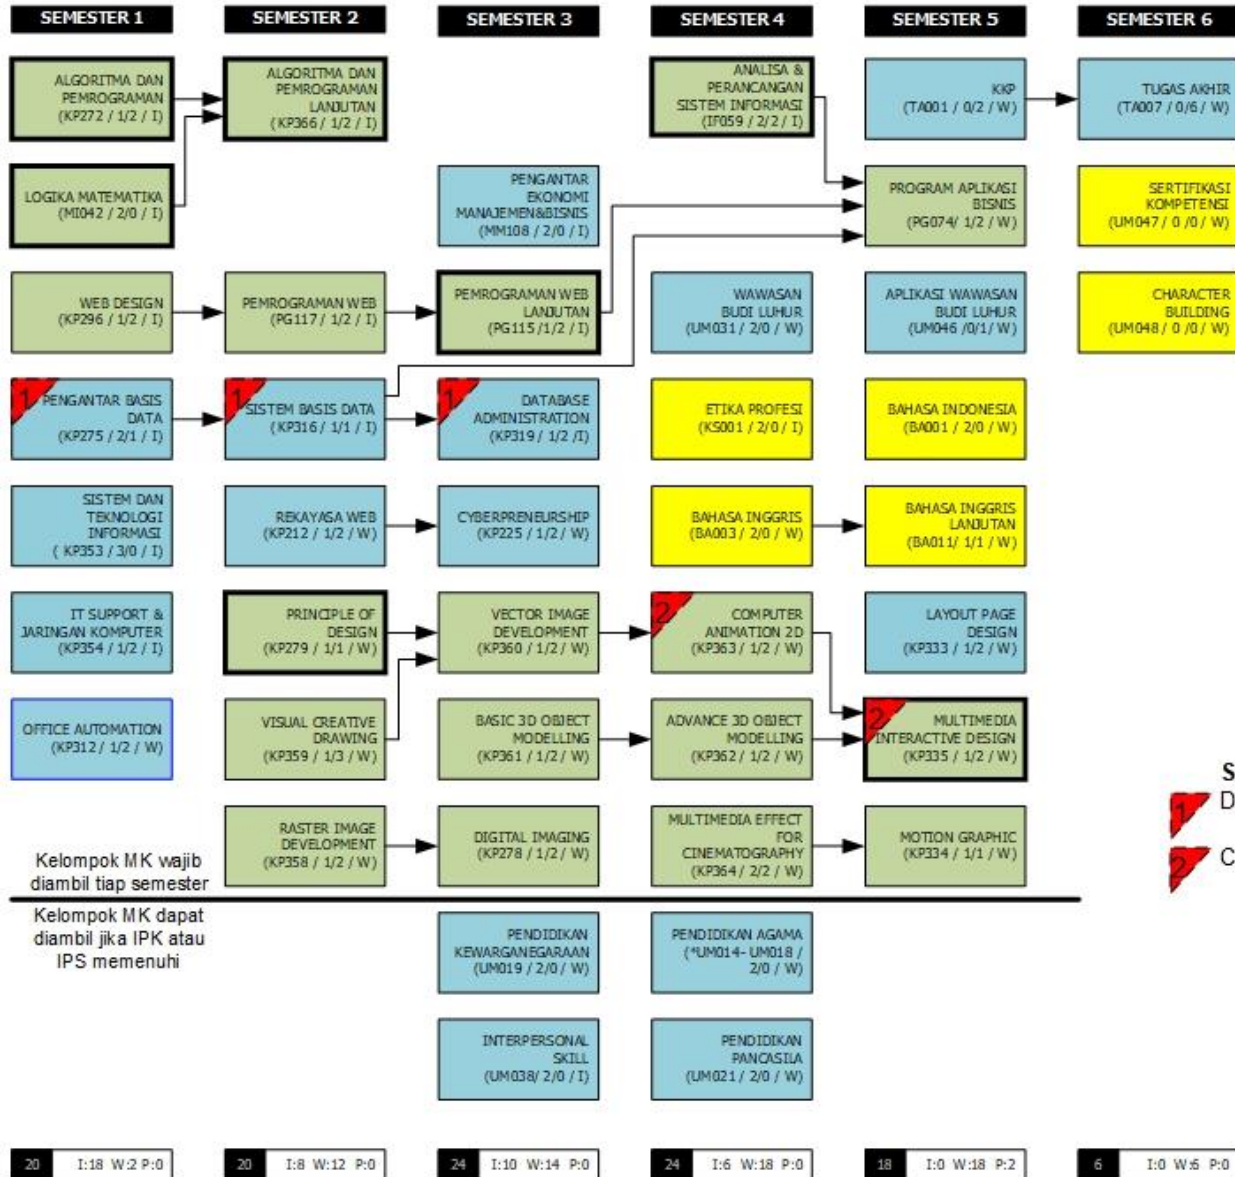 SEMESTER 1
SEMESTER 2
SEMESTER 3
SEMESTER 4
SEMESTER 5
SEMESTER 6
ALGORITMA DAN
PEMROGRAMAN
(KP272 / 1/2 / I)
ALGORITMA DAN
PEMROGRAMAN
LANJUTAN
(KP366 / 1/2 / I)
ANALISA &
PERANCANGAN
SISTEM INFORMASI
(IF059 / 2/2 / I)
KKP
(TA001 / 0/2 / W)
TUGAS AKHIR
(TA007 / 0/6 / W)
LOGIKA MATEMATIKA
(MI042 / 2/0 / I)
PENGANTAR
EKONOMI
MANAJEMEN&BISNIS
(MM108 / 2/0 / I)
PROGRAM APLIKASI
BISNIS
(PG074/ 1/2 / W)
SERTIFIKASI
KOMPETENSI
(UM047 / 0 /0 / W)
WEB DESIGN
(KP296 / 1/2 / I)
PEMROGRAMAN WEB
(PG117 / 1/2 / I)
PEMROGRAMAN WEB
LANJUTAN
(PG115 /1/2 / I)
WAWASAN
BUDI LUHUR
(UM031 / 2/0 / W)
APLIKASI WAWASAN
BUDI LUHUR
(UM046 /0/1/ W)
CHARACTER
BUILDING
(UM048 / 0 /0 / W)
1
PENGANTAR BASIS
DATA
(KP275 / 2/1 / I)
1
SISTEM BASIS DATA
(KP316 / 1/1 / I)
1
DATABASE
ADMINISTRATION
(KP319 / 1/2 /I)
ETIKA PROFESI
(KS001 / 2/0 / I)
BAHASA INDONESIA
(BA001 / 2/0 / W)
SISTEM DAN
TEKNOLOGI
INFORMASI
( KP353 / 3/0 / I)
REKAYASA WEB
(KP212 / 1/2 / W)
CYBERPRENEURSHIP
(KP225 / 1/2 / W)
BAHASA INGGRIS
(BA003 / 2/0 / W)
BAHASA INGGRIS
LANJUTAN
(BA011/ 1/1 / W)
IT SUPPORT &
JARINGAN KOMPUTER
(KP354 / 1/2 / I)
PRINCIPLE OF
DESIGN
(KP279 / 1/1 / W)
VECTOR IMAGE
DEVELOPMENT
(KP360 / 1/2 / W)
2
COMPUTER
ANIMATION 2D
(KP363 / 1/2 / W)
LAYOUT PAGE
DESIGN
(KP333 / 1/2 / W)
OFFICE AUTOMATION
(KP312 / 1/2 / W)
VISUAL CREATIVE
DRAWING
(KP359 / 1/3 / W)
BASIC 3D OBJECT
MODELLING
(KP361 / 1/2 / W)
ADVANCE 3D OBJECT
MODELLING
(KP362 / 1/2 / W)
2
MULTIMEDIA
INTERACTIVE DESIGN
(KP335 / 1/2 / W)
S
1 D
2 C
RASTER IMAGE
DEVELOPMENT
(KP358 / 1/2 / W)
DIGITAL IMAGING
(KP278 / 1/2 / W)
MULTIMEDIA EFFECT
FOR
CINEMATOGRAPHY
(KP364 / 2/2 / W)
MOTION GRAPHIC
(KP334 / 1/1 / W)
Kelompok MK wajib
diambil tiap semester
Kelompok MK dapat
diambil jika IPK atau
IPS memenuhi
PENDIDIKAN
KEWARGANEGARAAN
(UM019 / 2/0 / W)
PENDIDIKAN AGAMA
(*UM014- UM018 /
2/0 / W)
INTERPERSONAL
SKILL
(UM038/ 2/0 / I)
PENDIDIKAN
PANCASILA
(UM021 / 2/0 / W)
20 I:18 W:2 P:0
20 I:8 W:12 P:0
24 I:10 W:14 P:0
24 I:6 W:18 P:0
18 I:0 W:18 P:2
6 I:0 W:6 P:0